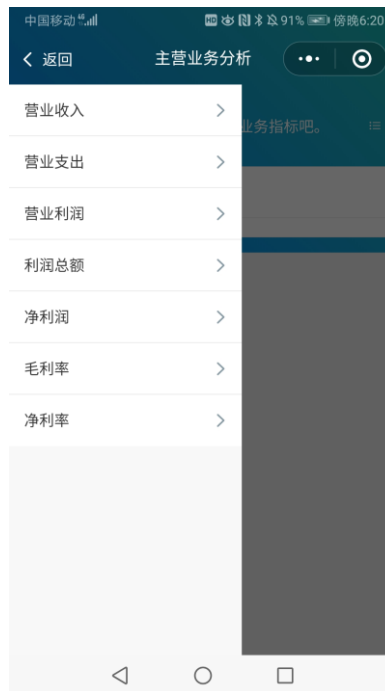 中国移动 46 HD 91% 傍晚6:20
返回 主营业务分析
营业收入
业务指标吧。
营业支出
营业利润
利润总额
净利润
毛利率
净利率